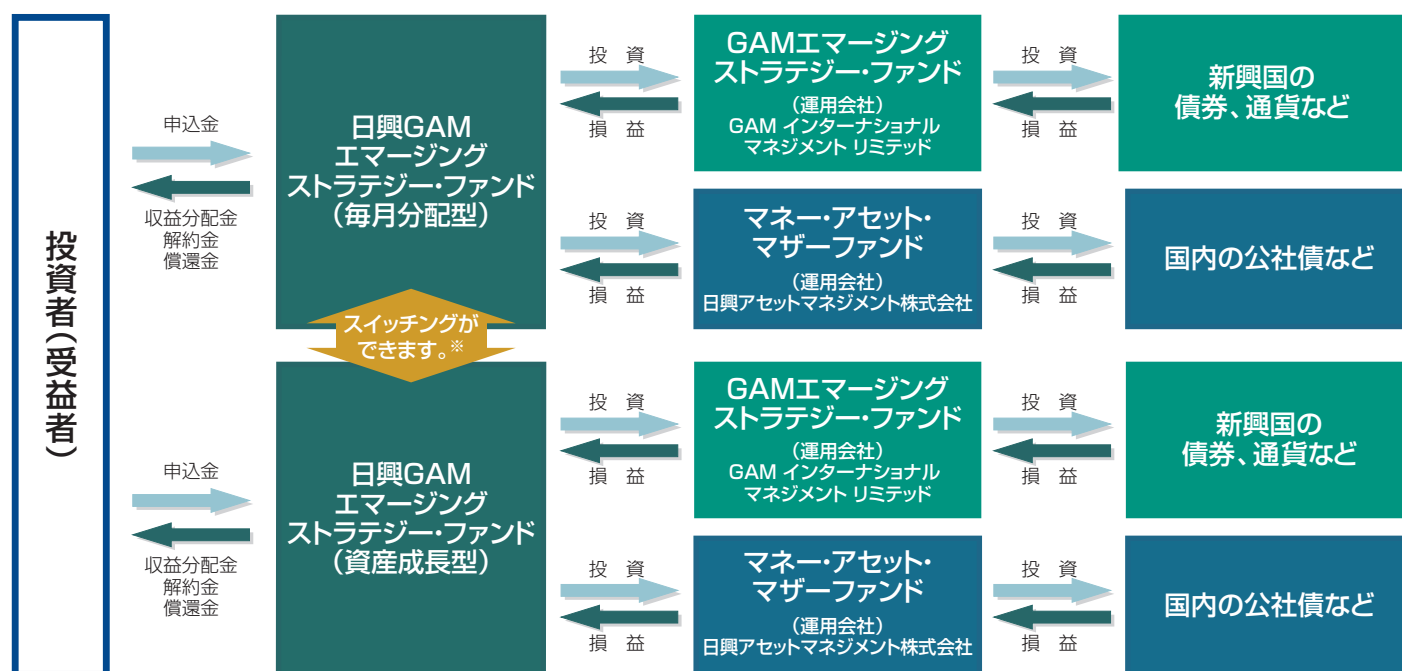 投資者(受益者)
申込金
収益分配金
解約金
償還金
日興GAM
エマージング
ストラテジー・ファンド
(毎月分配型)
投 資
損 益
GAMエマージング
ストラテジー・ファンド
(運用会社)
GAM インターナショナル
マネジメント リミテッド
投 資
損 益
新興国の
債券、通貨など
投 資
損 益
マネー・アセット・
マザーファンド
(運用会社)
日興アセットマネジメント株式会社
投 資
損 益
国内の公社債など
スイッチングが
できます。※
申込金
収益分配金
解約金
償還金
日興GAM
エマージング
ストラテジー・ファンド
(資産成長型)
投 資
損 益
GAMエマージング
ストラテジー・ファンド
(運用会社)
GAM インターナショナル
マネジメント リミテッド
投 資
損 益
新興国の
債券、通貨など
投 資
損 益
マネー・アセット・
マザーファンド
(運用会社)
日興アセットマネジメント株式会社
投 資
損 益
国内の公社債など